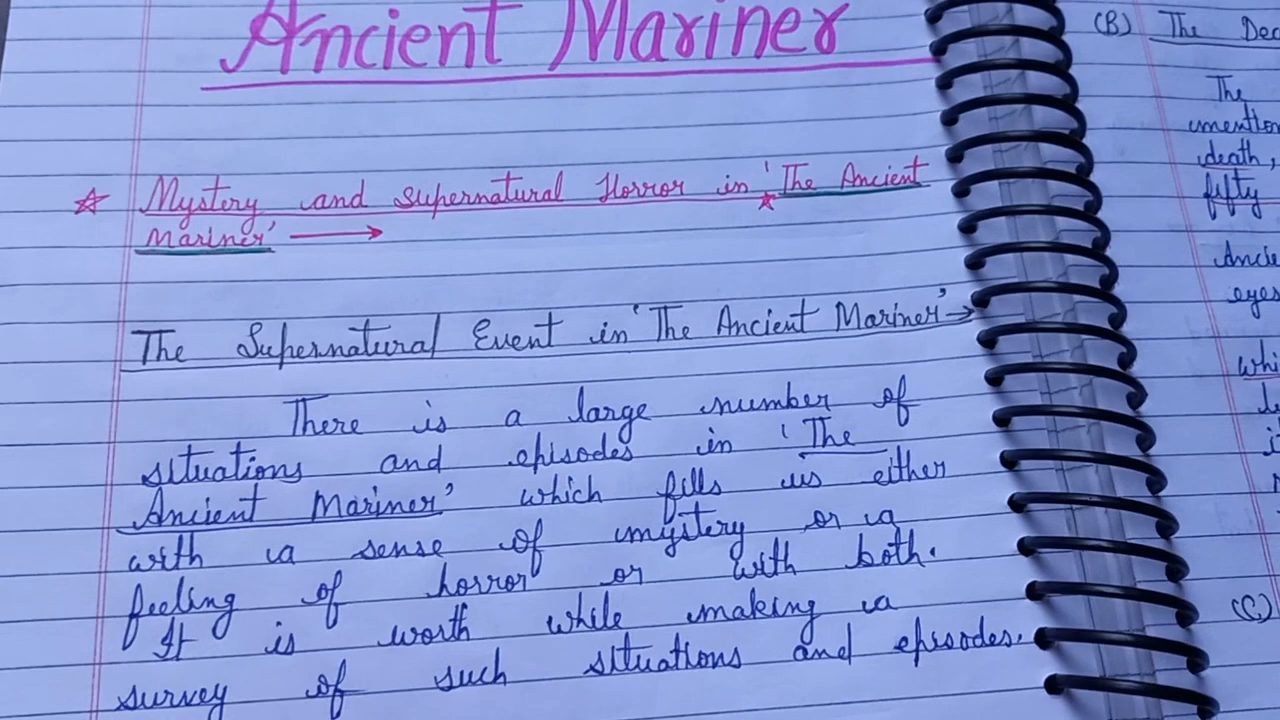 Ancient Mariner
☆ Mystery and Supernatural Horror in 'The Ancient
Mariner' →
The Supernatural Event in 'The Ancient Mariner' →
There is a large number of
situations and episodes in 'The
Ancient Mariner' which fills us either
with a sense of mystery or a
feeling of horror or with both.
It is worth while making a
survey of such situations and episodes.
(B) The
The
death,
fifty
eyes
(C)